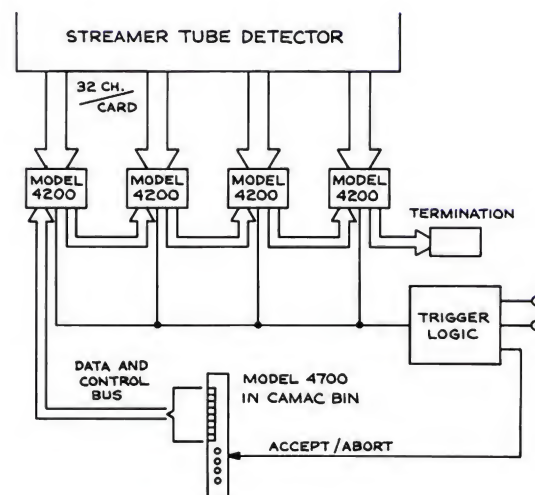 STREAMER TUBE DETECTOR
32 CH.
CARD
MODEL
4200
MODEL
4200
MODEL
4200
MODEL
4200
TERMINATION
TRIGGER
LOGIC
DATA AND
CONTROL
BUS
MODEL 4700
IN CAMAC BIN
ACCEPT/ABORT